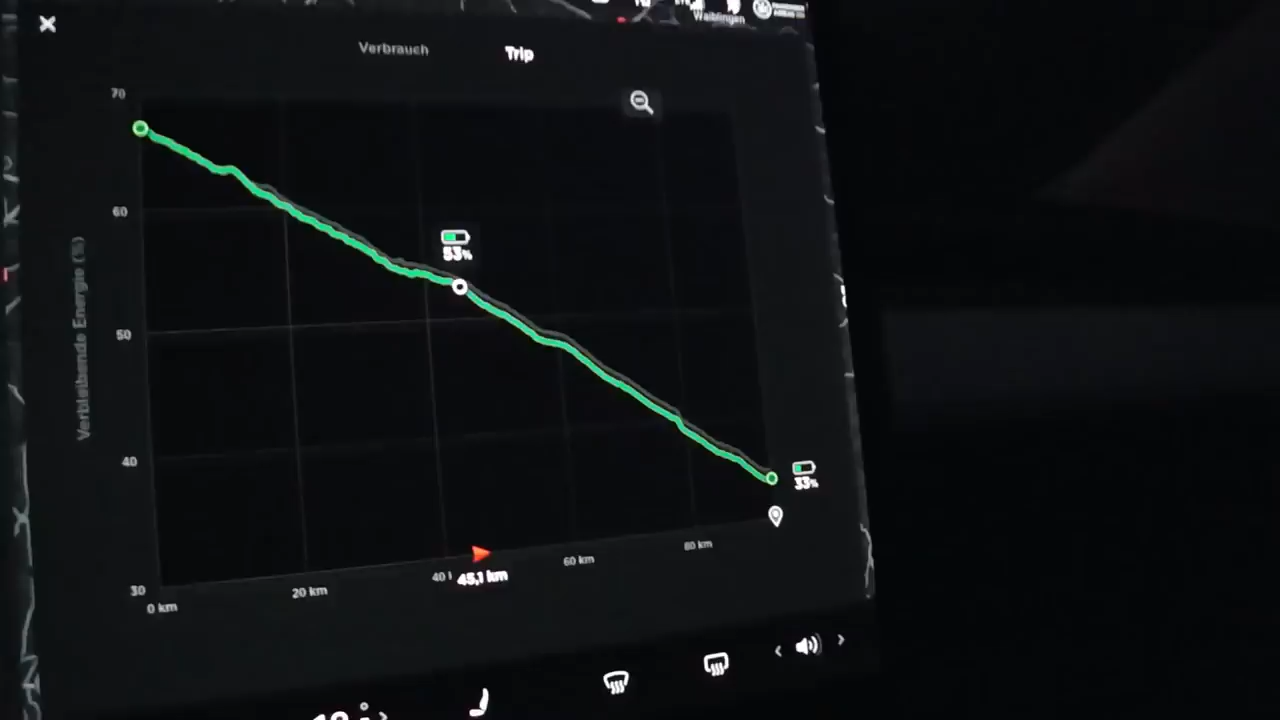 Waiblingen
Verbrauch
Trip
70
60
53%
50
Verbleibende Energie (%)
40
33%
30
0 km
20 km
40
45,1 km
60 km
80 km